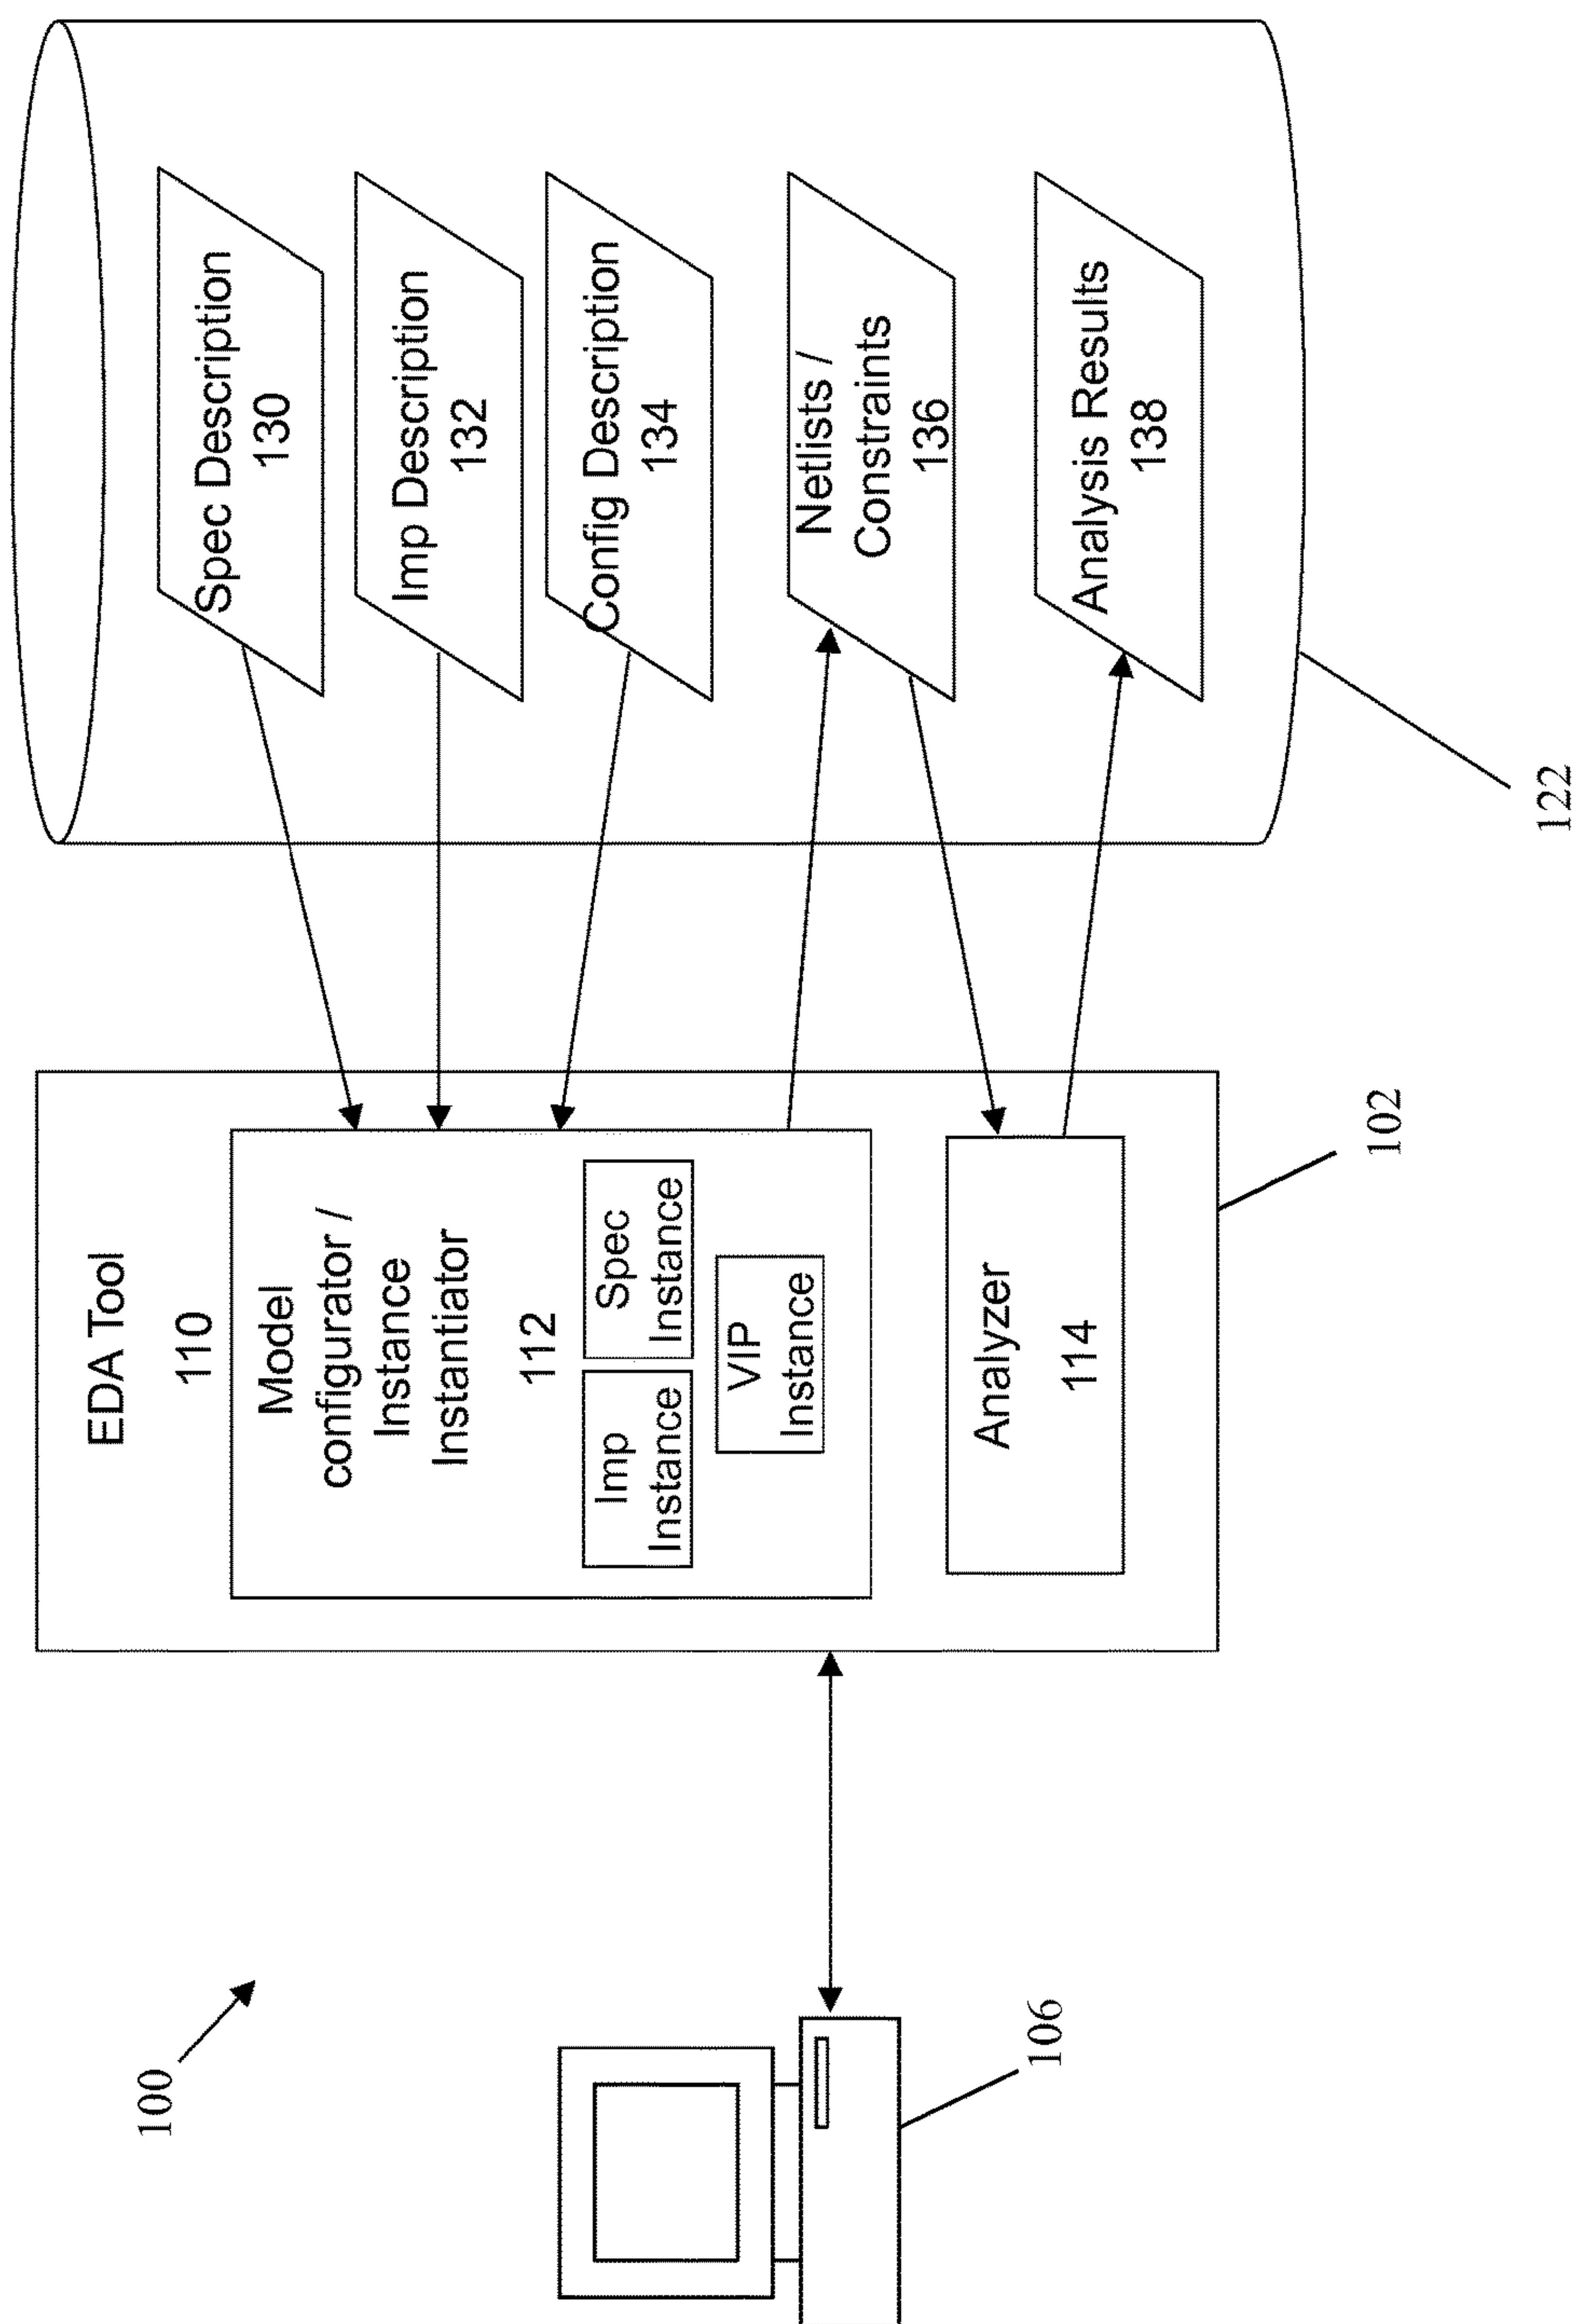 100
106
EDA Tool
110
Model
configurator /
Instance
Instantiator
112
Imp
Instance
Spec
Instance
VIP
Instance
Analyzer
114
102
Spec Description
130
Imp Description
132
Config Description
134
Netlists /
Constraints
136
Analysis Results
138
122